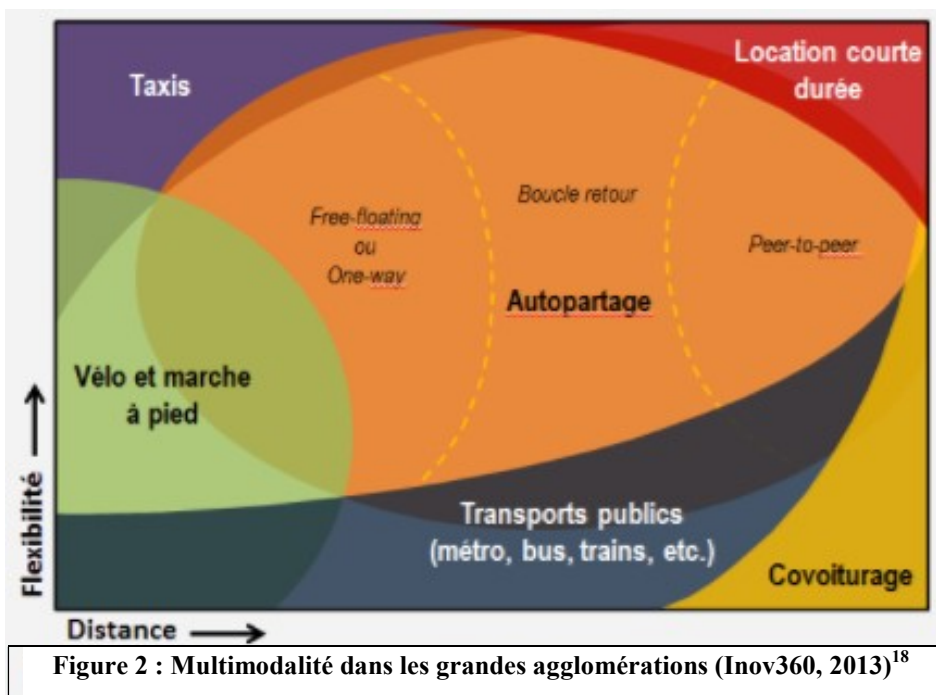 Taxis
Location courte
durée
Free-floating
ou
One-way
Boucle retour
Peer-to-peer
Autopartage
Vélo et marche
à pied
Flexibilité
Transports publics
(métro, bus, trains, etc.)
Covoiturage
Distance
Figure 2 : Multimodalité dans les grandes agglomérations (Inov360, 2013)18